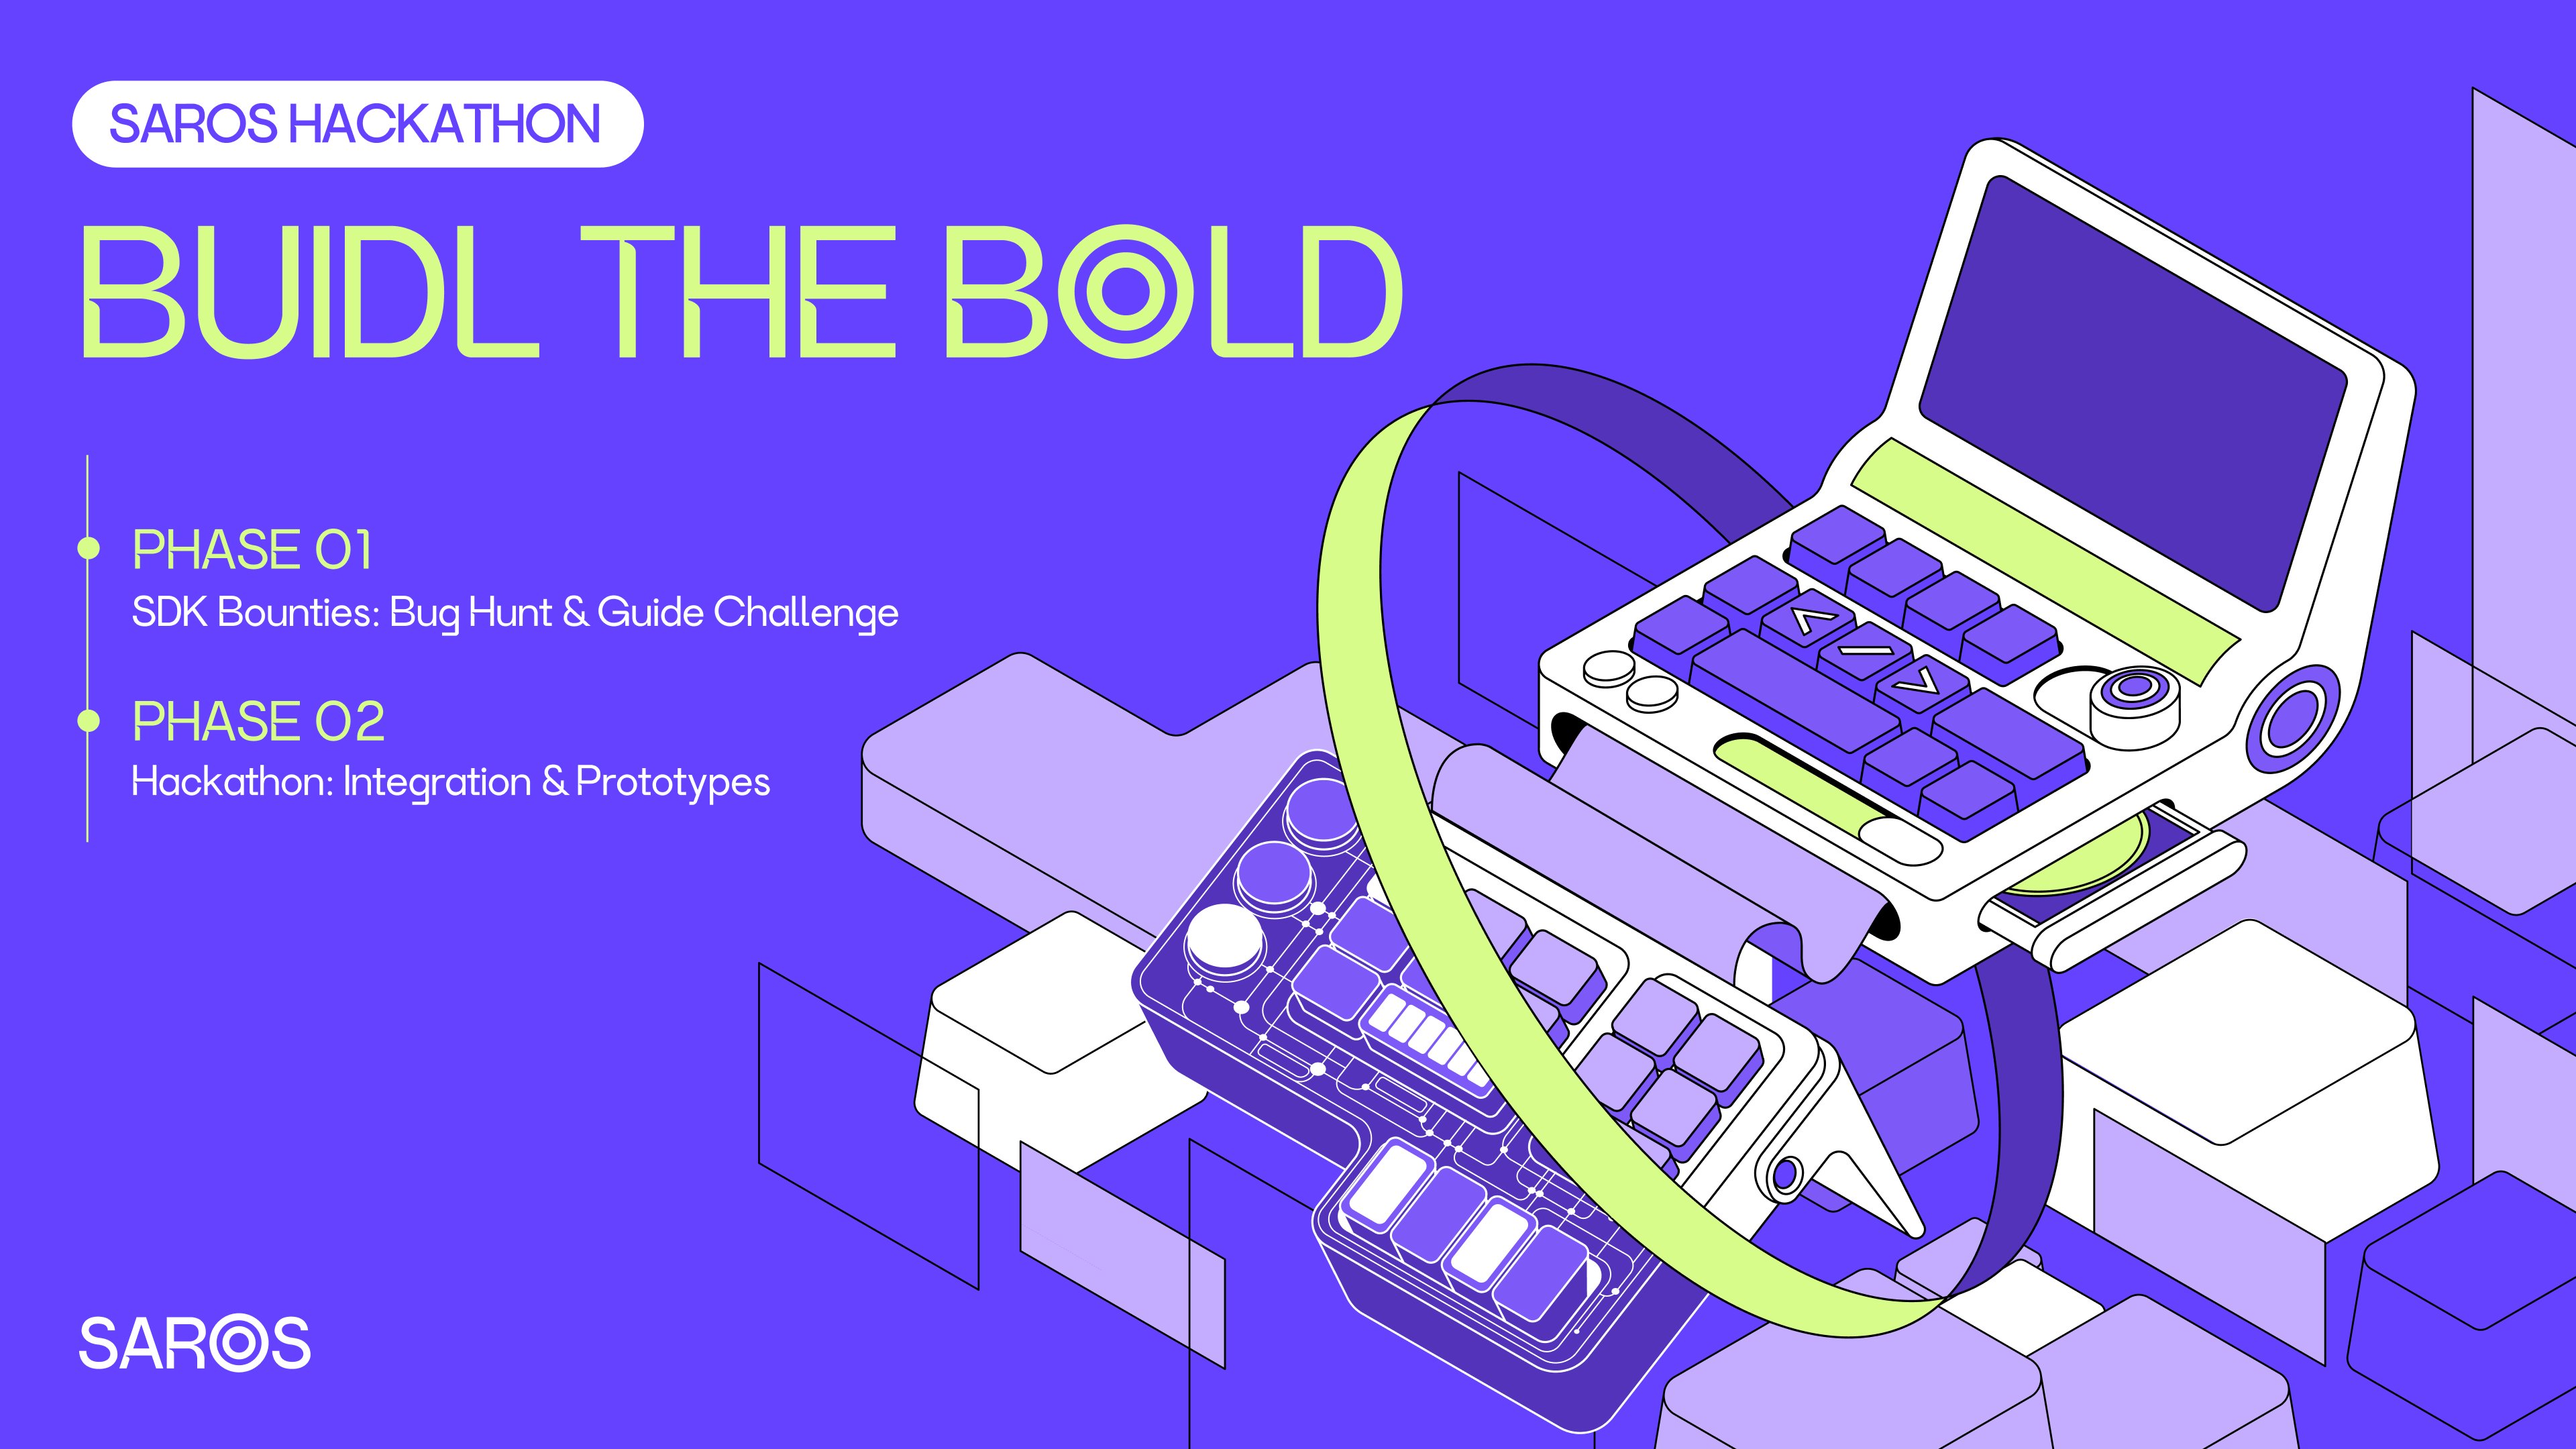 SAROS HACKATHON
BUIDL THE BOLD
PHASE 01
SDK Bounties: Bug Hunt & Guide Challenge
PHASE 02
Hackathon: Integration & Prototypes
< / >
SAROS